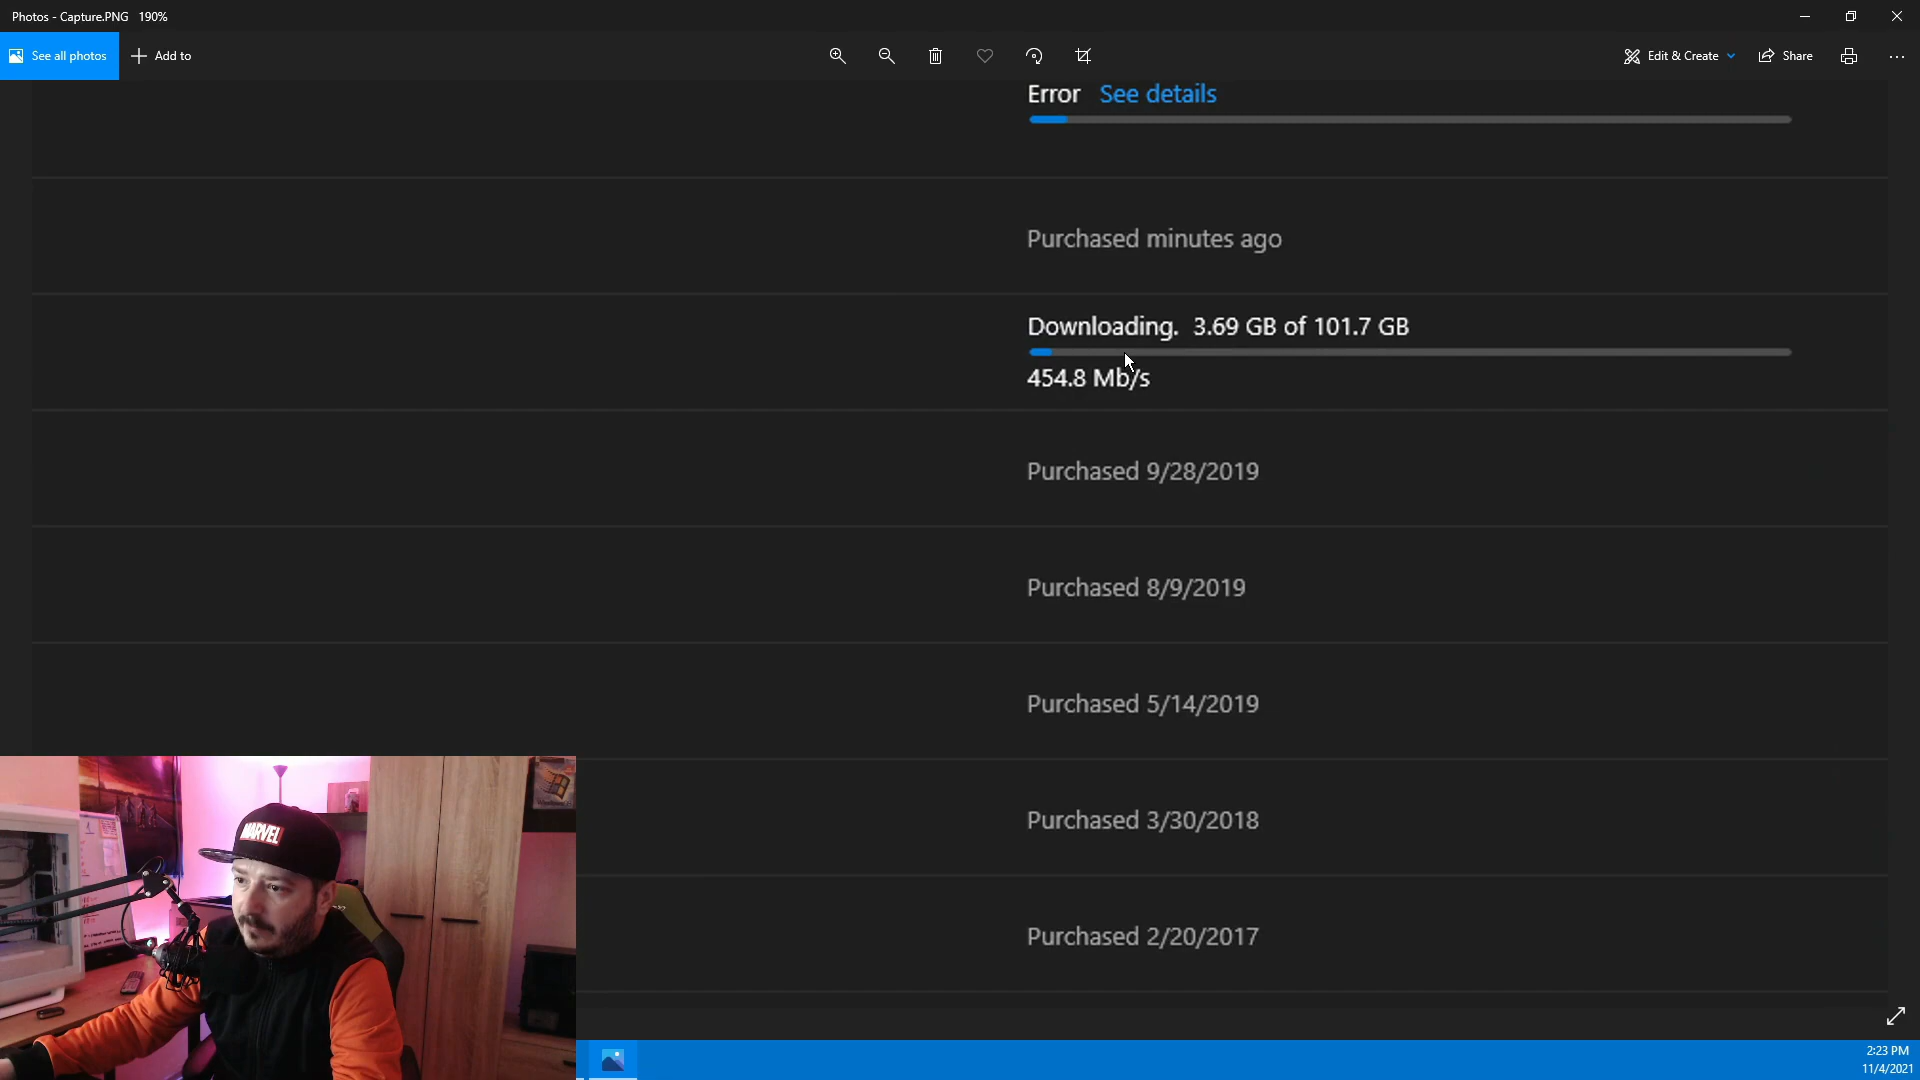 Photos - Capture.PNG 190%
See all photos
Add to
Edit & Create
Share
Error See details
Purchased minutes ago
Downloading. 3.69 GB of 101.7 GB
454.8 Mb/s
Purchased 9/28/2019
Purchased 8/9/2019
Purchased 5/14/2019
Purchased 3/30/2018
Purchased 2/20/2017
MARVEL
2:23 PM
11/4/2021